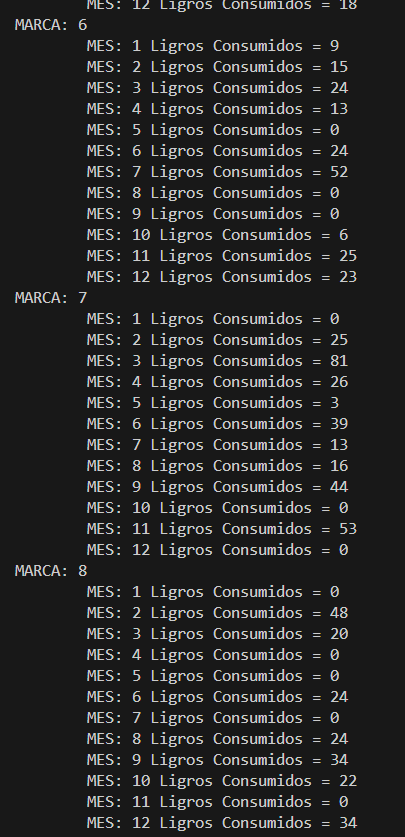 MES: 12 Ligros Consumidos = 18
MARCA: 6
MES: 1 Ligros Consumidos = 9
MES: 2 Ligros Consumidos = 15
MES: 3 Ligros Consumidos = 24
MES: 4 Ligros Consumidos = 13
MES: 5 Ligros Consumidos = 0
MES: 6 Ligros Consumidos = 24
MES: 7 Ligros Consumidos = 52
MES: 8 Ligros Consumidos = 0
MES: 9 Ligros Consumidos = 0
MES: 10 Ligros Consumidos = 6
MES: 11 Ligros Consumidos = 25
MES: 12 Ligros Consumidos = 23
MARCA: 7
MES: 1 Ligros Consumidos = 0
MES: 2 Ligros Consumidos = 25
MES: 3 Ligros Consumidos = 81
MES: 4 Ligros Consumidos = 26
MES: 5 Ligros Consumidos = 3
MES: 6 Ligros Consumidos = 39
MES: 7 Ligros Consumidos = 13
MES: 8 Ligros Consumidos = 16
MES: 9 Ligros Consumidos = 44
MES: 10 Ligros Consumidos = 0
MES: 11 Ligros Consumidos = 53
MES: 12 Ligros Consumidos = 0
MARCA: 8
MES: 1 Ligros Consumidos = 0
MES: 2 Ligros Consumidos = 48
MES: 3 Ligros Consumidos = 20
MES: 4 Ligros Consumidos = 0
MES: 5 Ligros Consumidos = 0
MES: 6 Ligros Consumidos = 24
MES: 7 Ligros Consumidos = 0
MES: 8 Ligros Consumidos = 24
MES: 9 Ligros Consumidos = 34
MES: 10 Ligros Consumidos = 22
MES: 11 Ligros Consumidos = 0
MES: 12 Ligros Consumidos = 34